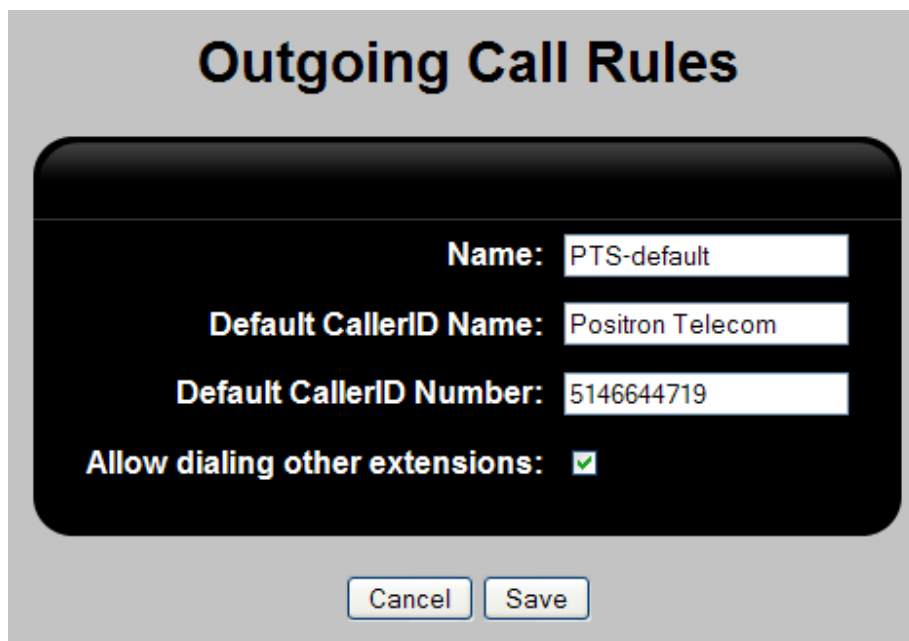 Outgoing Call Rules
Name: PTS-default
Default CallerID Name: Positron Telecom
Default CallerID Number: 5146644719
Allow dialing other extensions:
Cancel Save